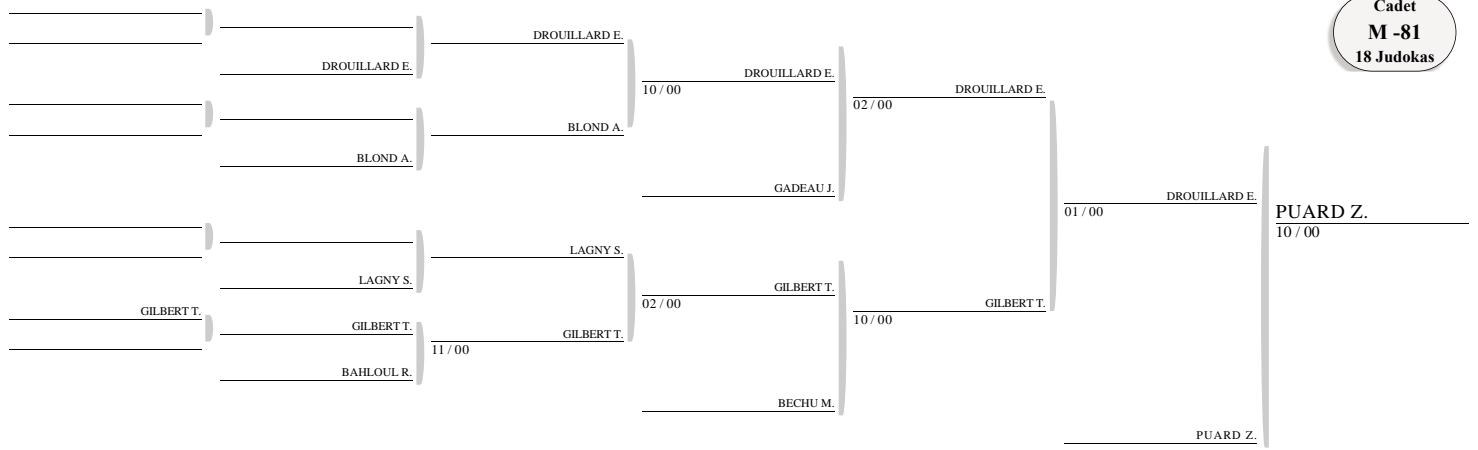 Cadet
M -81
18 Judokas
DROUILLARD E.
DROUILLARD E.
DROUILLARD E.
10 / 00
DROUILLARD E.
02 / 00
BLOND A.
BLOND A.
GADEAU J.
DROUILLARD E.
01 / 00
PUARD Z.
10 / 00
LAGNY S.
LAGNY S.
GILBERT T.
02 / 00
GILBERT T.
10 / 00
GILBERT T.
GILBERT T.
11 / 00
GILBERT T.
BAHLOUL R.
BECHU M.
PUARD Z.